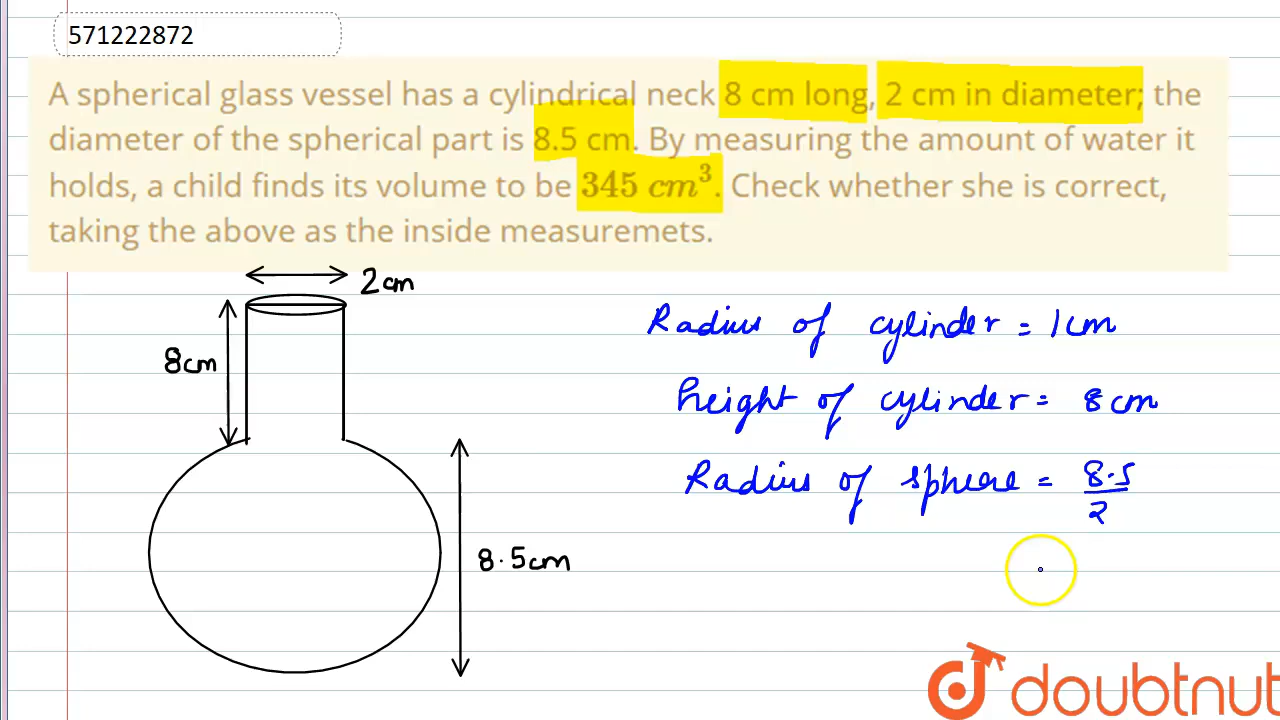 571222872
A spherical glass vessel has a cylindrical neck 8 cm long, 2 cm in diameter; the
diameter of the spherical part is 8.5 cm. By measuring the amount of water it
holds, a child finds its volume to be 345 cm³. Check whether she is correct,
taking the above as the inside measuremets.
2cm
8cm
8.5cm
Radius of cylinder = 1cm
height of cylinder = 8cm
Radius of sphere = 8.5/2
doubtnut